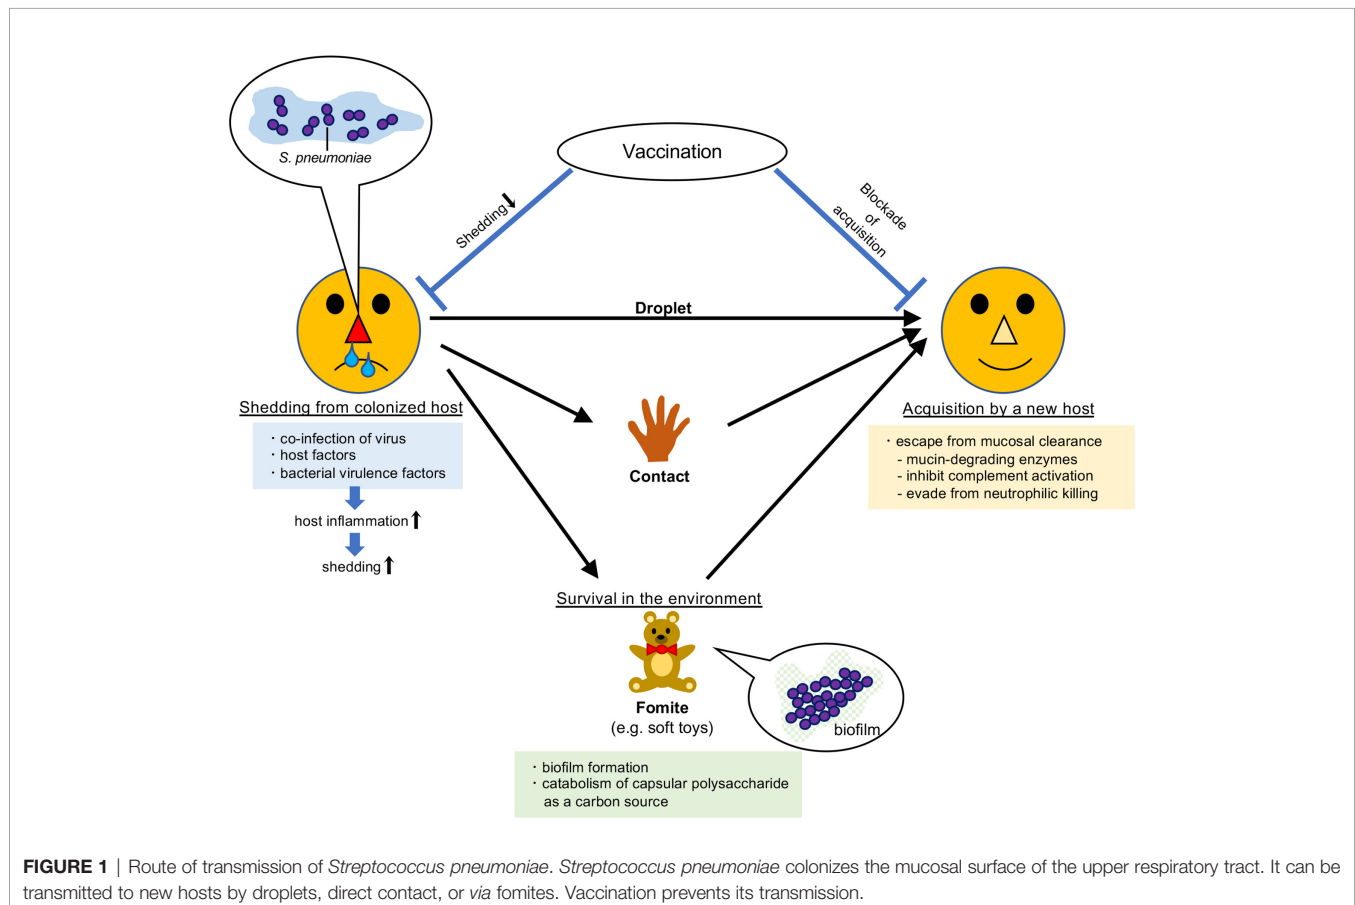 S. pneumoniae
Vaccination
Shedding
Blockade
of
acquisition
Droplet
Shedding from colonized host
· co-infection of virus
· host factors
· bacterial virulence factors
host inflammation
shedding
Contact
Acquisition by a new host
· escape from mucosal clearance
- mucin-degrading enzymes
- inhibit complement activation
- evade from neutrophilic killing
Survival in the environment
Fomite
(e.g. soft toys)
biofilm
· biofilm formation
· catabolism of capsular polysaccharide
as a carbon source
FIGURE 1 | Route of transmission of Streptococcus pneumoniae. Streptococcus pneumoniae colonizes the mucosal surface of the upper respiratory tract. It can be
transmitted to new hosts by droplets, direct contact, or via fomites. Vaccination prevents its transmission.